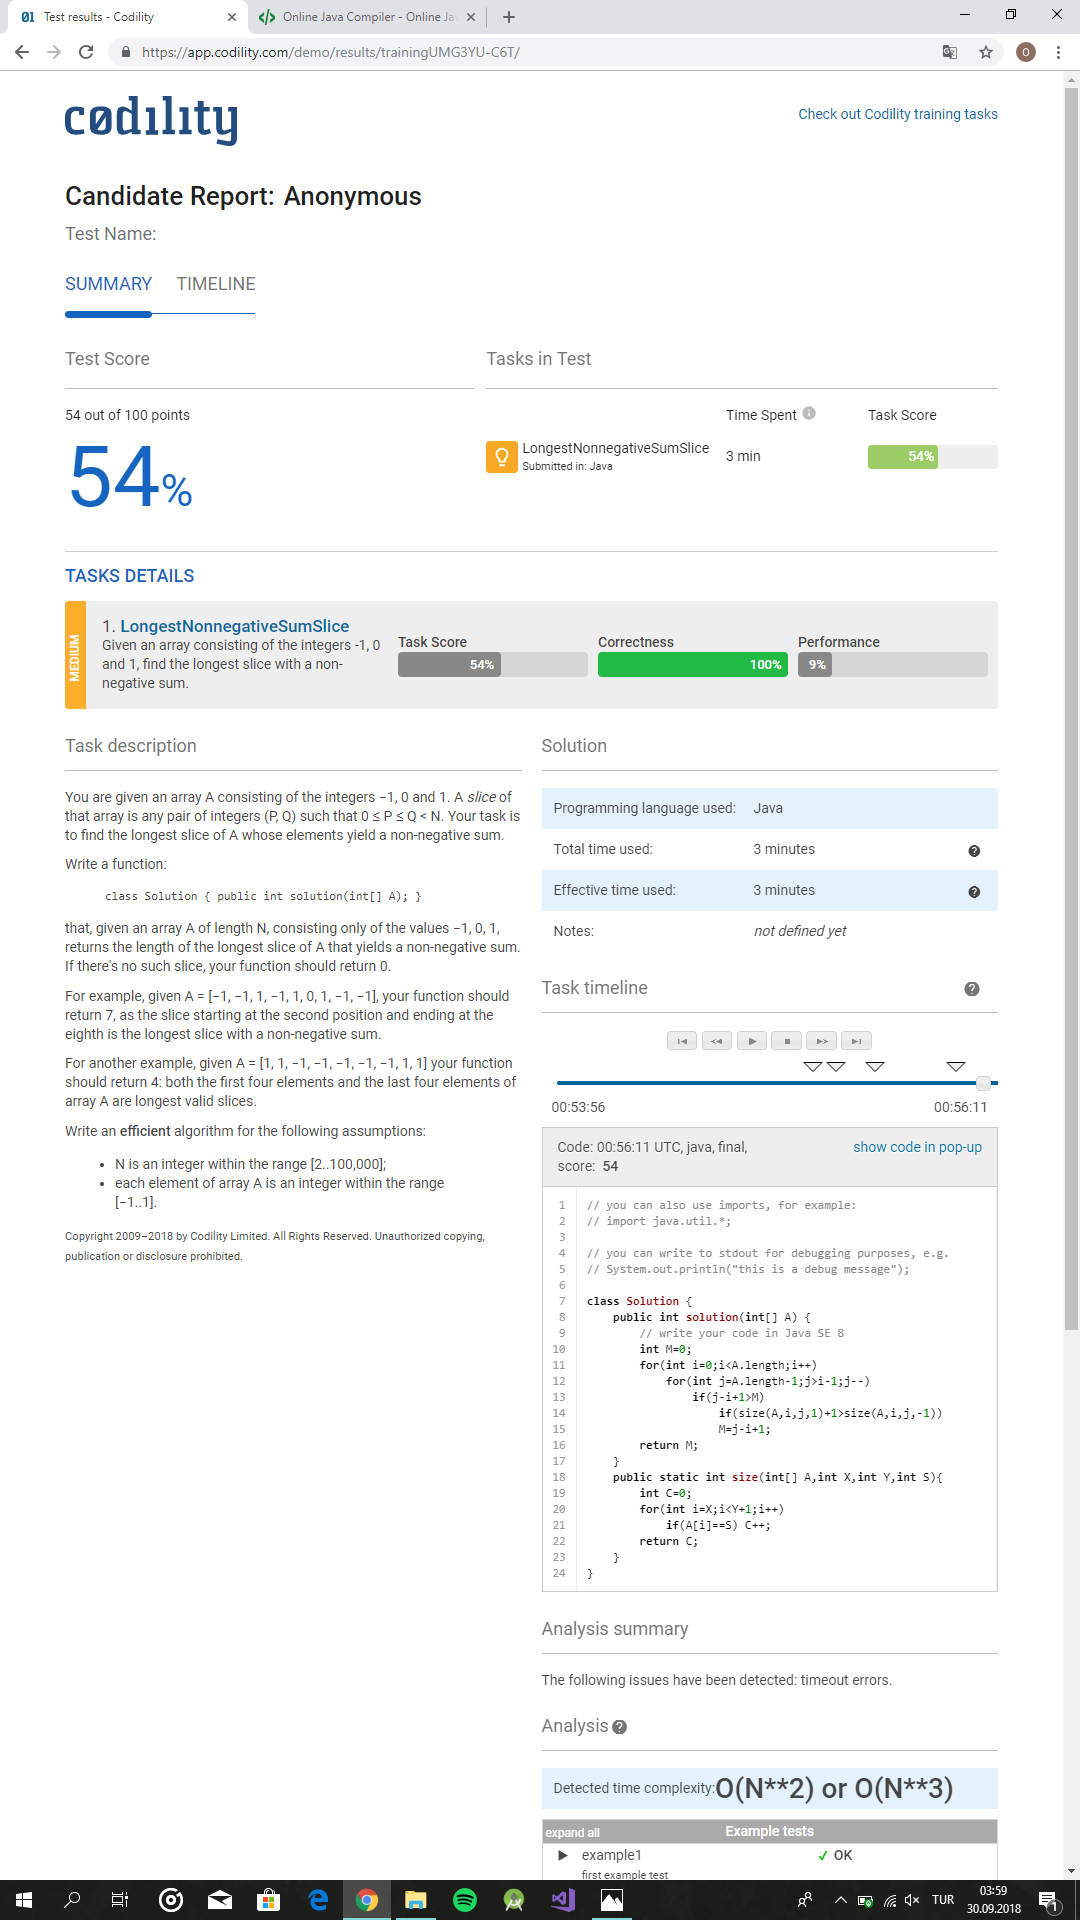 Test results - Codility
Online Java Compiler - Online Ja
https://app.codility.com/demo/results/trainingUMG3YU-C6T/
O
codility
Check out Codility training tasks
Candidate Report: Anonymous
Test Name:
SUMMARY TIMELINE
Test Score
Tasks in Test
54 out of 100 points
Time Spent
Task Score
54%
LongestNonnegativeSumSlice
Submitted in: Java
3 min
54%
TASKS DETAILS
MEDIUM
1. LongestNonnegativeSumSlice
Given an array consisting of the integers -1, 0
and 1, find the longest slice with a non-
negative sum.
Task Score
54%
Correctness
100%
Performance
9%
Task description
You are given an array A consisting of the integers −1, 0 and 1. A slice of
that array is any pair of integers (P, Q) such that 0 ≤ P ≤ Q < N. Your task is
to find the longest slice of A whose elements yield a non-negative sum.
Write a function:
class Solution { public int solution(int[] A); }
that, given an array A of length N, consisting only of the values −1, 0, 1,
returns the length of the longest slice of A that yields a non-negative sum.
If there's no such slice, your function should return 0.
For example, given A = [−1, −1, 1, −1, 1, 0, 1, −1, −1], your function should
return 7, as the slice starting at the second position and ending at the
eighth is the longest slice with a non-negative sum.
For another example, given A = [1, 1, −1, −1, −1, −1, −1, 1, 1] your function
should return 4: both the first four elements and the last four elements of
array A are longest valid slices.
Write an efficient algorithm for the following assumptions:
• N is an integer within the range [2..100,000];
• each element of array A is an integer within the range
[−1..1].
Copyright 2009–2018 by Codility Limited. All Rights Reserved. Unauthorized copying,
publication or disclosure prohibited.
Solution
Programming language used: Java
Total time used: 3 minutes
Effective time used: 3 minutes
Notes: not defined yet
Task timeline
00:53:56
00:56:11
Code: 00:56:11 UTC, java, final,
score: 54
show code in pop-up
1 // you can also use imports, for example:
2 // import java.util.*;
3
4 // you can write to stdout for debugging purposes, e.g.
5 // System.out.println("this is a debug message");
6
7 class Solution {
8 public int solution(int[] A) {
9 // write your code in Java SE 8
10 int M=0;
11 for(int i=0;i<A.length;i++)
12 for(int j=A.length-1;j>i-1;j--)
13 if(j-i+1>M)
14 if(size(A,i,j,1)+1>size(A,i,j,-1))
15 M=j-i+1;
16 return M;
17 }
18 public static int size(int[] A,int X,int Y,int S){
19 int C=0;
20 for(int i=X;i<Y+1;i++)
21 if(A[i]==S) C++;
22 return C;
23 }
24 }
Analysis summary
The following issues have been detected: timeout errors.
Analysis
Detected time complexity: O(N**2) or O(N**3)
expand all Example tests
example1 ✓ OK
first example test
TUR
03:59
30.09.2018
1